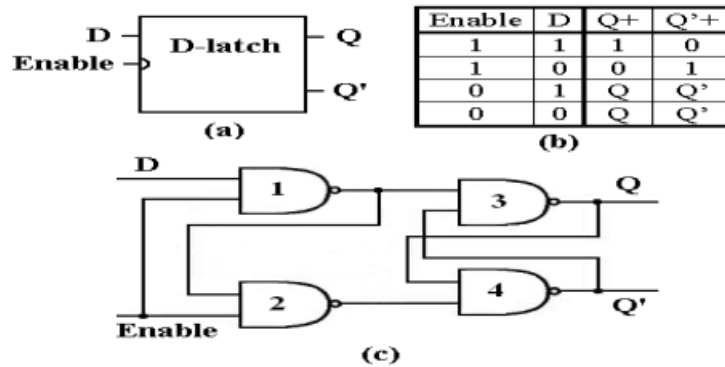 D
Enable
D-latch
Q
Q'
(a)
Enable D Q+ Q’+
1 1 1 0
1 0 0 1
0 1 Q Q’
0 0 Q Q’
(b)
D
1
3
Q
2
4
Enable
Q'
(c)